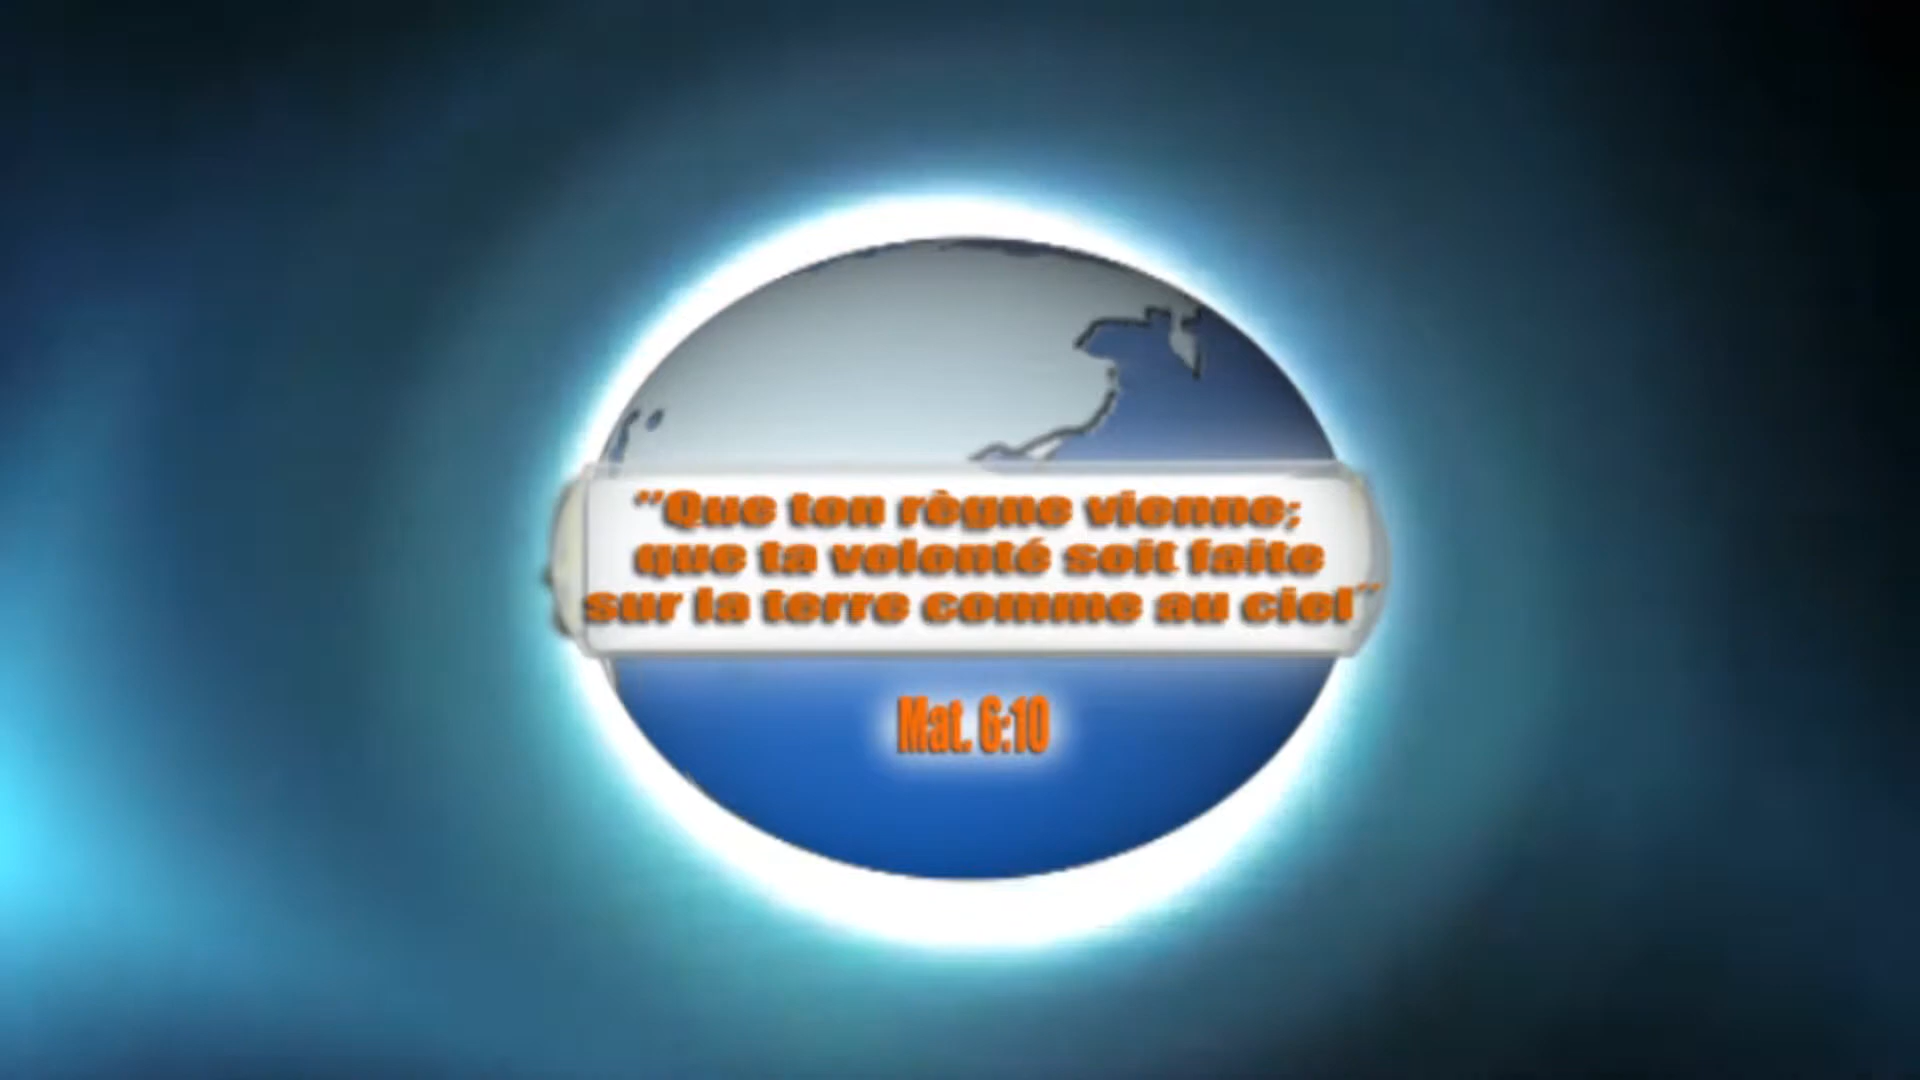 "Que ton règne vienne;
que ta volonté soit faite
sur la terre comme au ciel"
Mat. 6:10